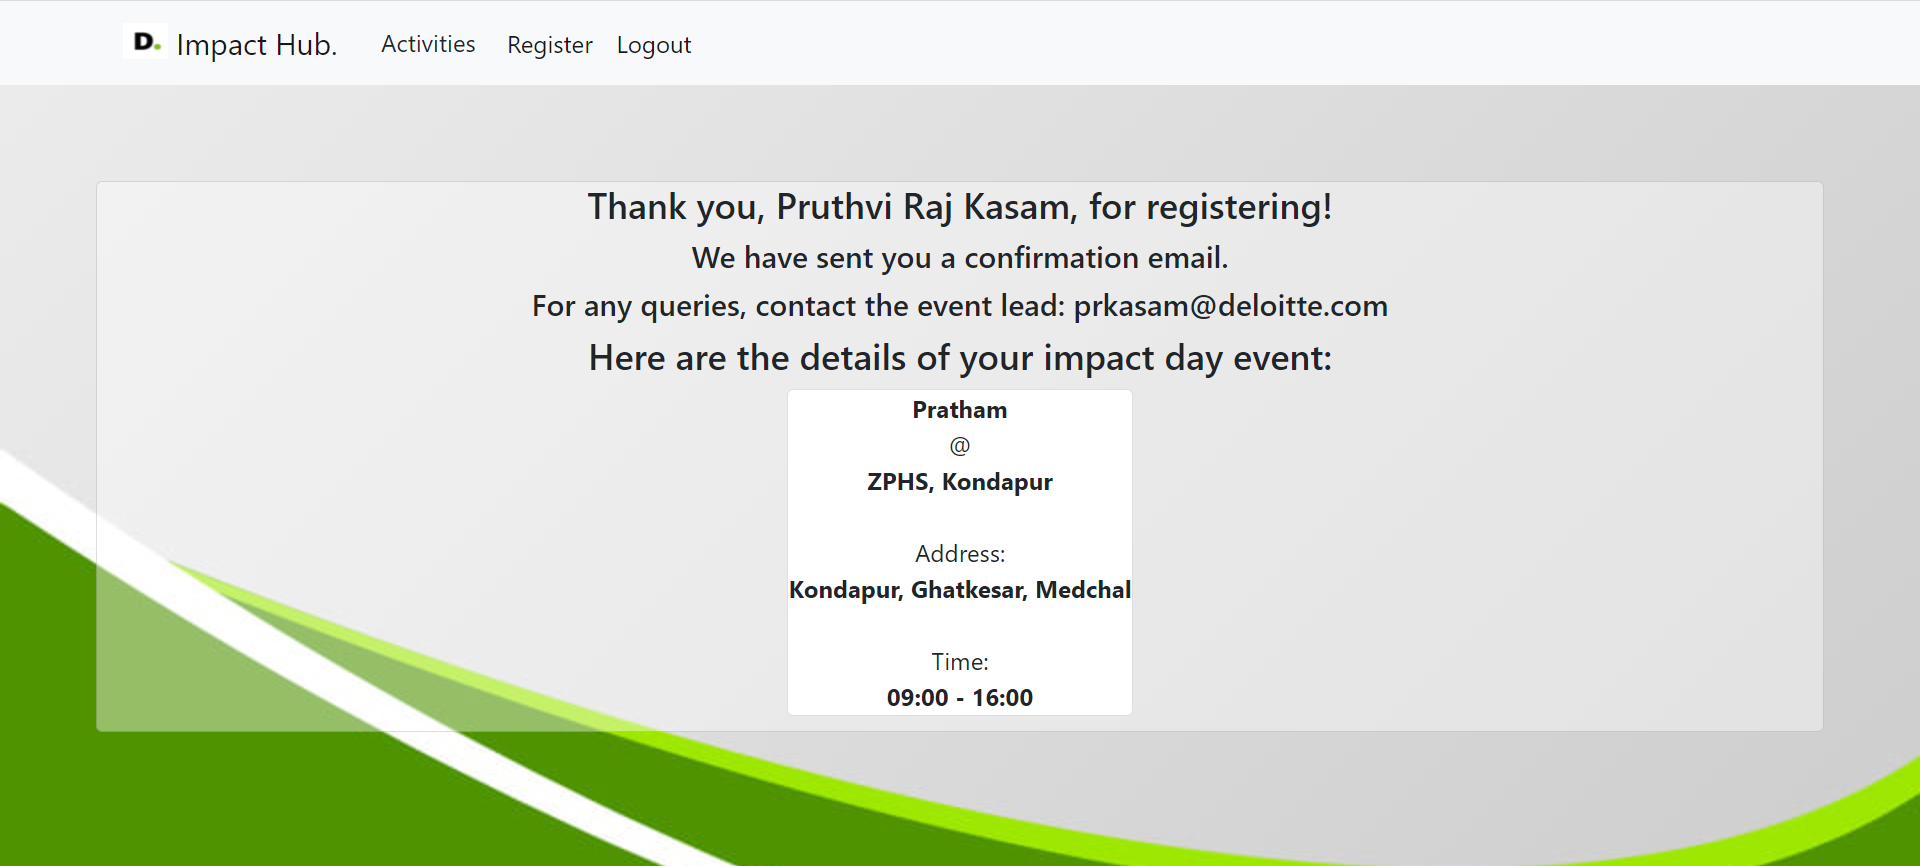 D. Impact Hub. Activities Register Logout
Thank you, Pruthvi Raj Kasam, for registering!
We have sent you a confirmation email.
For any queries, contact the event lead: prkasam@deloitte.com
Here are the details of your impact day event:
Pratham
@
ZPHS, Kondapur
Address:
Kondapur, Ghatkesar, Medchal
Time:
09:00 - 16:00